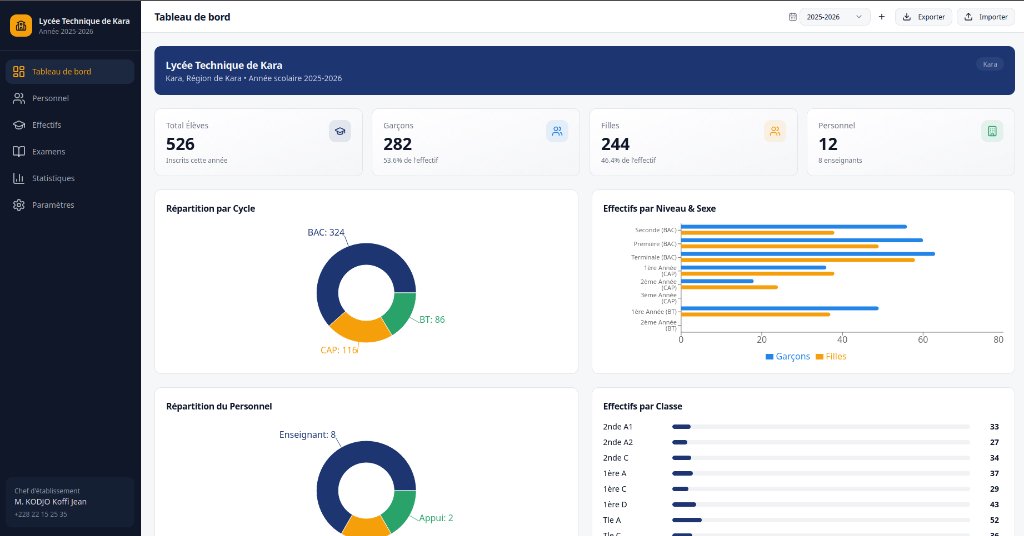 Lycée Technique de Kara
Année 2025-2026
Tableau de bord
Personnel
Effectifs
Examens
Statistiques
Paramètres
Chef d'établissement
M. KODJO Koffi Jean
+228 22 15 25 35
Tableau de bord
2025-2026
+
Exporter
Importer
Lycée Technique de Kara
Kara, Région de Kara • Année scolaire 2025-2026
Kara
Total Élèves
526
Inscrits cette année
Garçons
282
53.6% de l'effectif
Filles
244
46.4% de l'effectif
Personnel
12
8 enseignants
Répartition par Cycle
BAC: 324
BT: 86
CAP: 116
Effectifs par Niveau & Sexe
Seconde (BAC)
Première (BAC)
Terminale (BAC)
1ère Année
(CAP)
2ème Année
(CAP)
3ème Année
(CAP)
1ère Année (BT)
2ème Année
(BT)
0 20 40 60 80
Garçons Filles
Répartition du Personnel
Enseignant: 8
Appui: 2
Effectifs par Classe
2nde A1 33
2nde A2 27
2nde C 34
1ère A 37
1ère C 29
1ère D 43
Tle A 52
Tle C 36